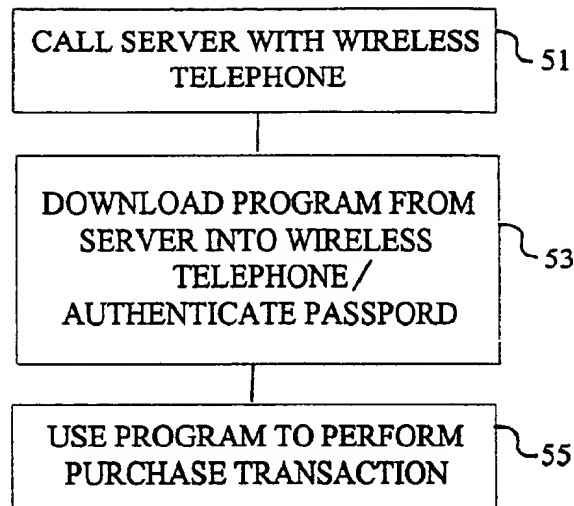 CALL SERVER WITH WIRELESS
TELEPHONE
51
DOWNLOAD PROGRAM FROM
SERVER INTO WIRELESS
TELEPHONE/
AUTHENTICATE PASSPORD
53
USE PROGRAM TO PERFORM
PURCHASE TRANSACTION
55